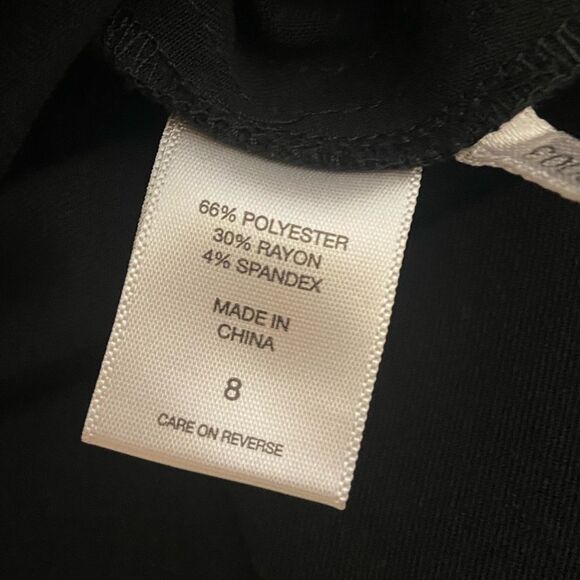 66% POLYESTER
30% RAYON
4% SPANDEX
MADE IN
CHINA
8
CARE ON REVERSE